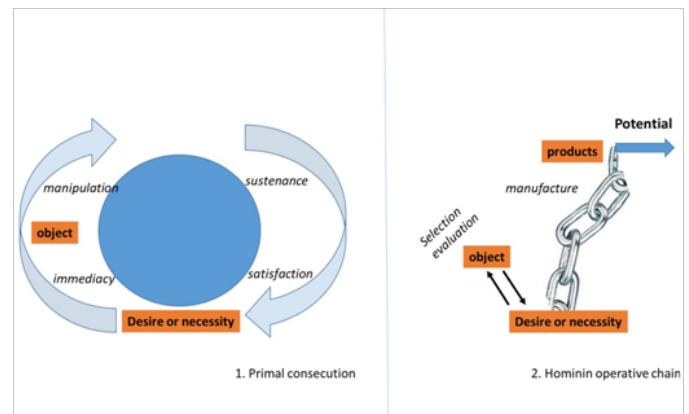 manipulation
sustenance
object
immediacy
satisfaction
Desire or necessity
1. Primal consecution
Potential
products
manufacture
Selection
evaluation
object
Desire or necessity
2. Hominin operative chain